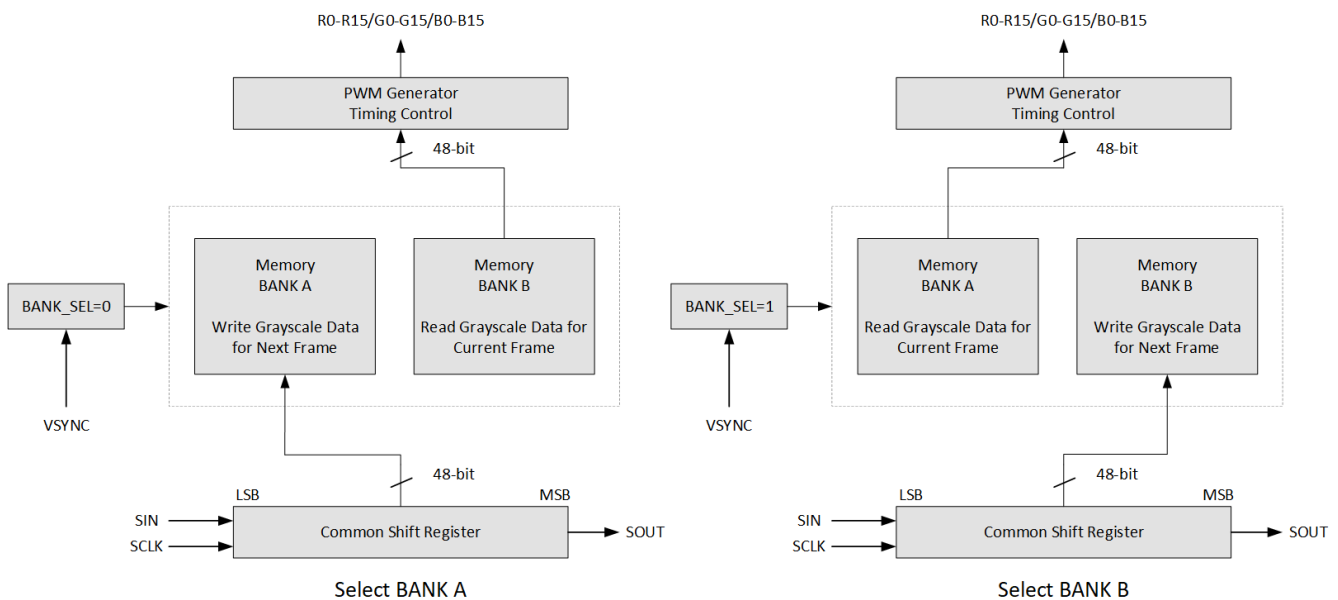 R0-R15/G0-G15/B0-B15
PWM Generator
Timing Control
48-bit
Memory
BANK A
Write Grayscale Data
for Next Frame
Memory
BANK B
Read Grayscale Data for
Current Frame
BANK_SEL=0
VSYNC
48-bit
LSB
MSB
SIN
SCLK
Common Shift Register
SOUT
Select BANK A
R0-R15/G0-G15/B0-B15
PWM Generator
Timing Control
48-bit
Memory
BANK A
Read Grayscale Data for
Current Frame
Memory
BANK B
Write Grayscale Data
for Next Frame
BANK_SEL=1
VSYNC
48-bit
LSB
MSB
SIN
SCLK
Common Shift Register
SOUT
Select BANK B